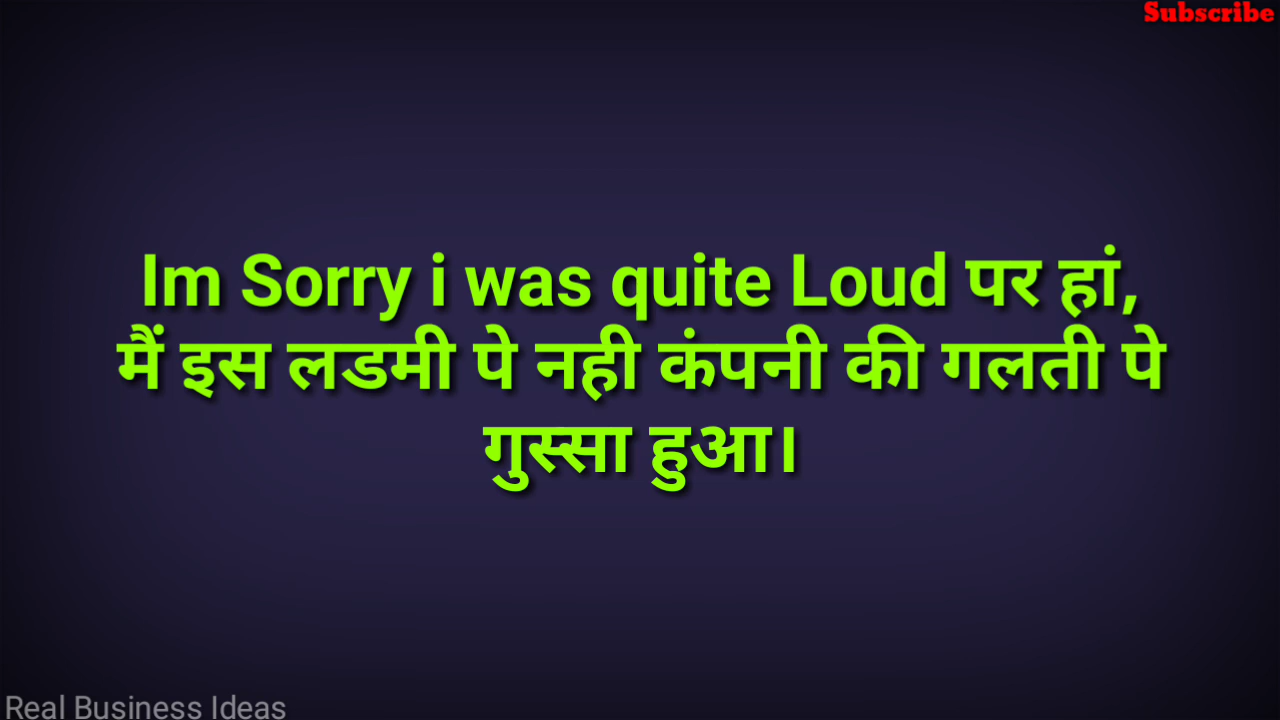 Subscribe
Im Sorry i was quite Loud पर हां,
मैं इस लडमी पे नही कंपनी की गलती पे
गुस्सा हुआ।
Real Business Ideas